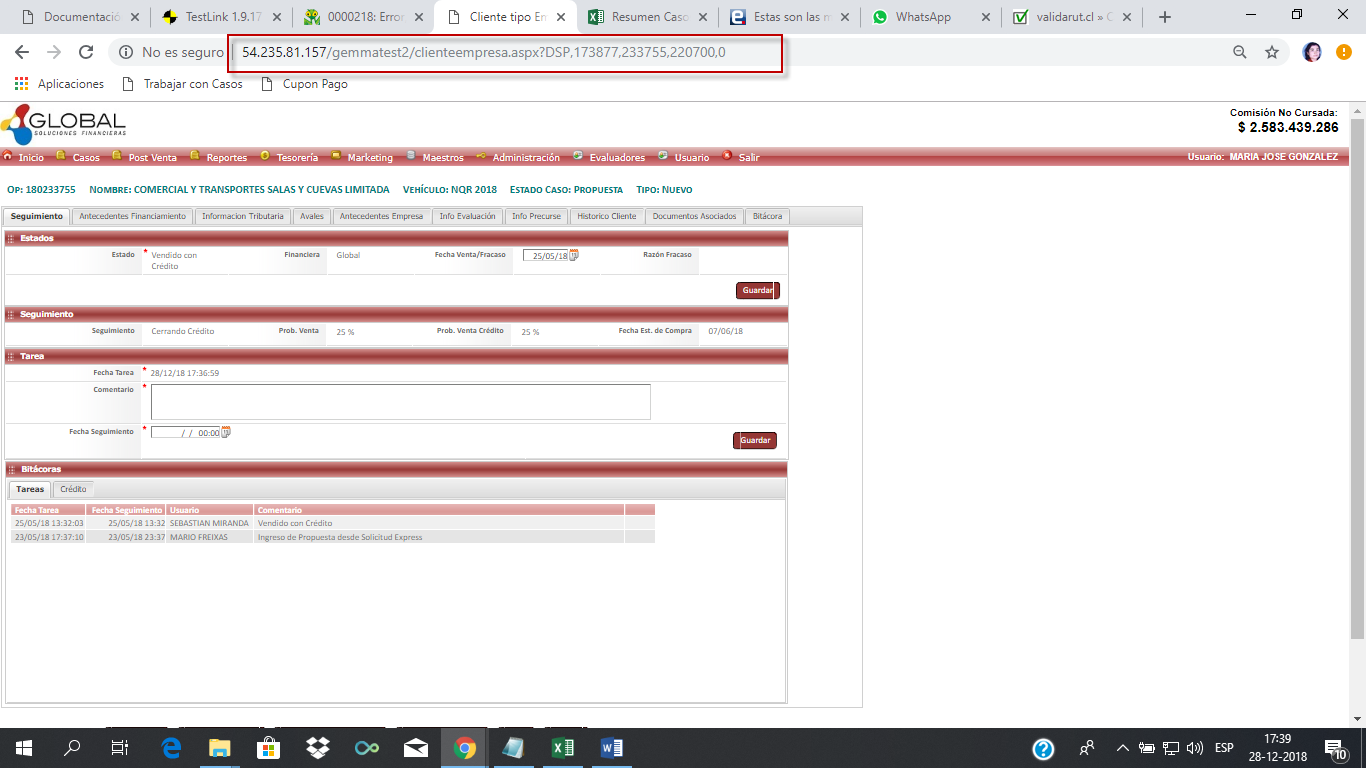 Documentació TestLink 1.9.17 0000218: Error Cliente tipo Em Resumen Caso Estas son las m WhatsApp validarut.cl » C
No es seguro 54.235.81.157/gemmatest2/clienteempresa.aspx?DSP,173877,233755,220700,0
Aplicaciones Trabajar con Casos Cupon Pago
GLOBAL
SOLUCIONES FINANCIERAS
Comisión No Cursada:
$ 2.583.439.286
Inicio Casos Post Venta Reportes Tesorería Marketing Maestros Administración Evaluadores Usuario Salir Usuario: MARIA JOSE GONZALEZ
Op: 180233755 Nombre: COMERCIAL Y TRANSPORTES SALAS Y CUEVAS LIMITADA Vehículo: NQR 2018 Estado Caso: Propuesta Tipo: Nuevo
Seguimiento Antecedentes Financiamiento Informacion Tributaria Avales Antecedentes Empresa Info Evaluación Info Precurse Historico Cliente Documentos Asociados Bitácora
Estados
Estado * Vendido con Crédito Financiera Global Fecha Venta/Fracaso 25/05/18 Razón Fracaso
Guardar
Seguimiento
Seguimiento Cerrando Crédito Prob. Venta 25 % Prob. Venta Crédito 25 % Fecha Est. de Compra 07/06/18
Tarea
Fecha Tarea * 28/12/18 17:36:59
Comentario *
Fecha Seguimiento * / / 00:00
Guardar
Bitácoras
Tareas Crédito
Fecha Tarea Fecha Seguimiento Usuario Comentario
25/05/18 13:32:03 25/05/18 13:32 SEBASTIAN MIRANDA Vendido con Crédito
23/05/18 17:37:10 23/05/18 23:37 MARIO FREIXAS Ingreso de Propuesta desde Solicitud Express
ESP
17:39
28-12-2018
10